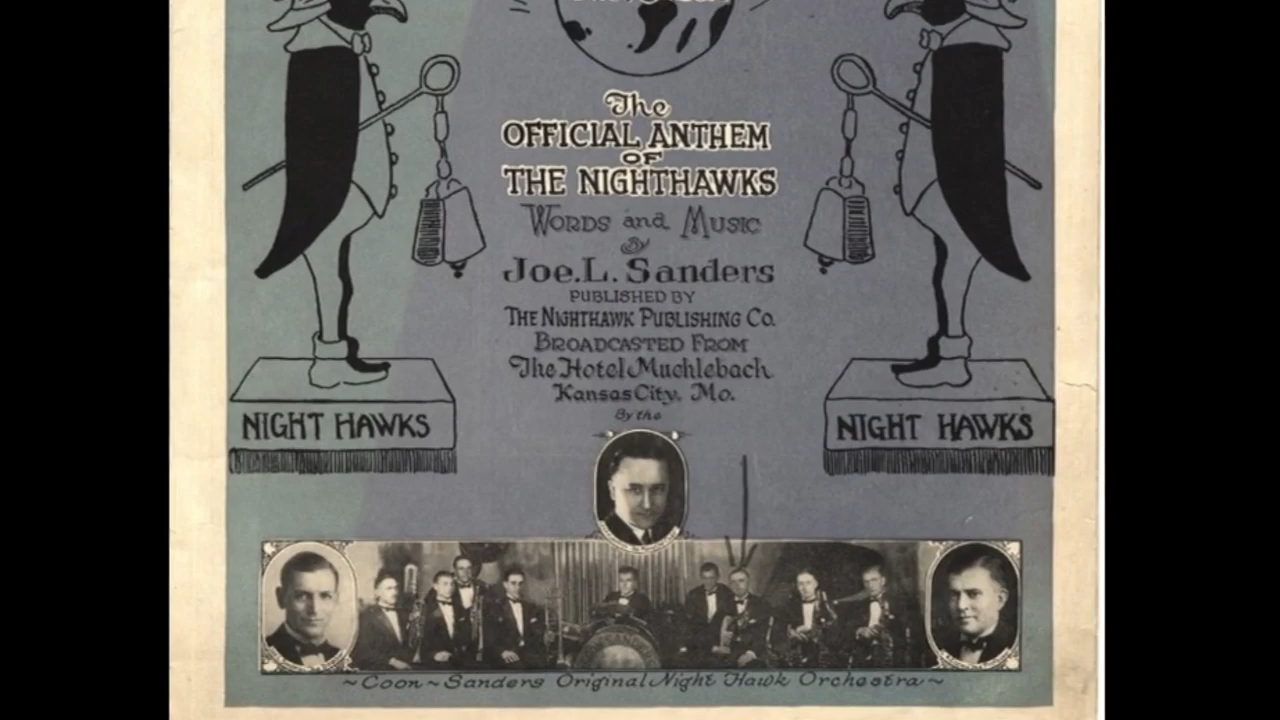 The
OFFICIAL ANTHEM
OF
THE NIGHTHAWKS
WORDS and MUSIC
By
Joe.L. Sanders
PUBLISHED BY
THE NIGHTHAWK PUBLISHING CO.
BROADCASTED FROM
The Hotel Muehlebach
Kansas City, Mo.
By the
NIGHT HAWKS
NIGHT HAWKS
~Coon~Sanders Original Night Hawk Orchestra~